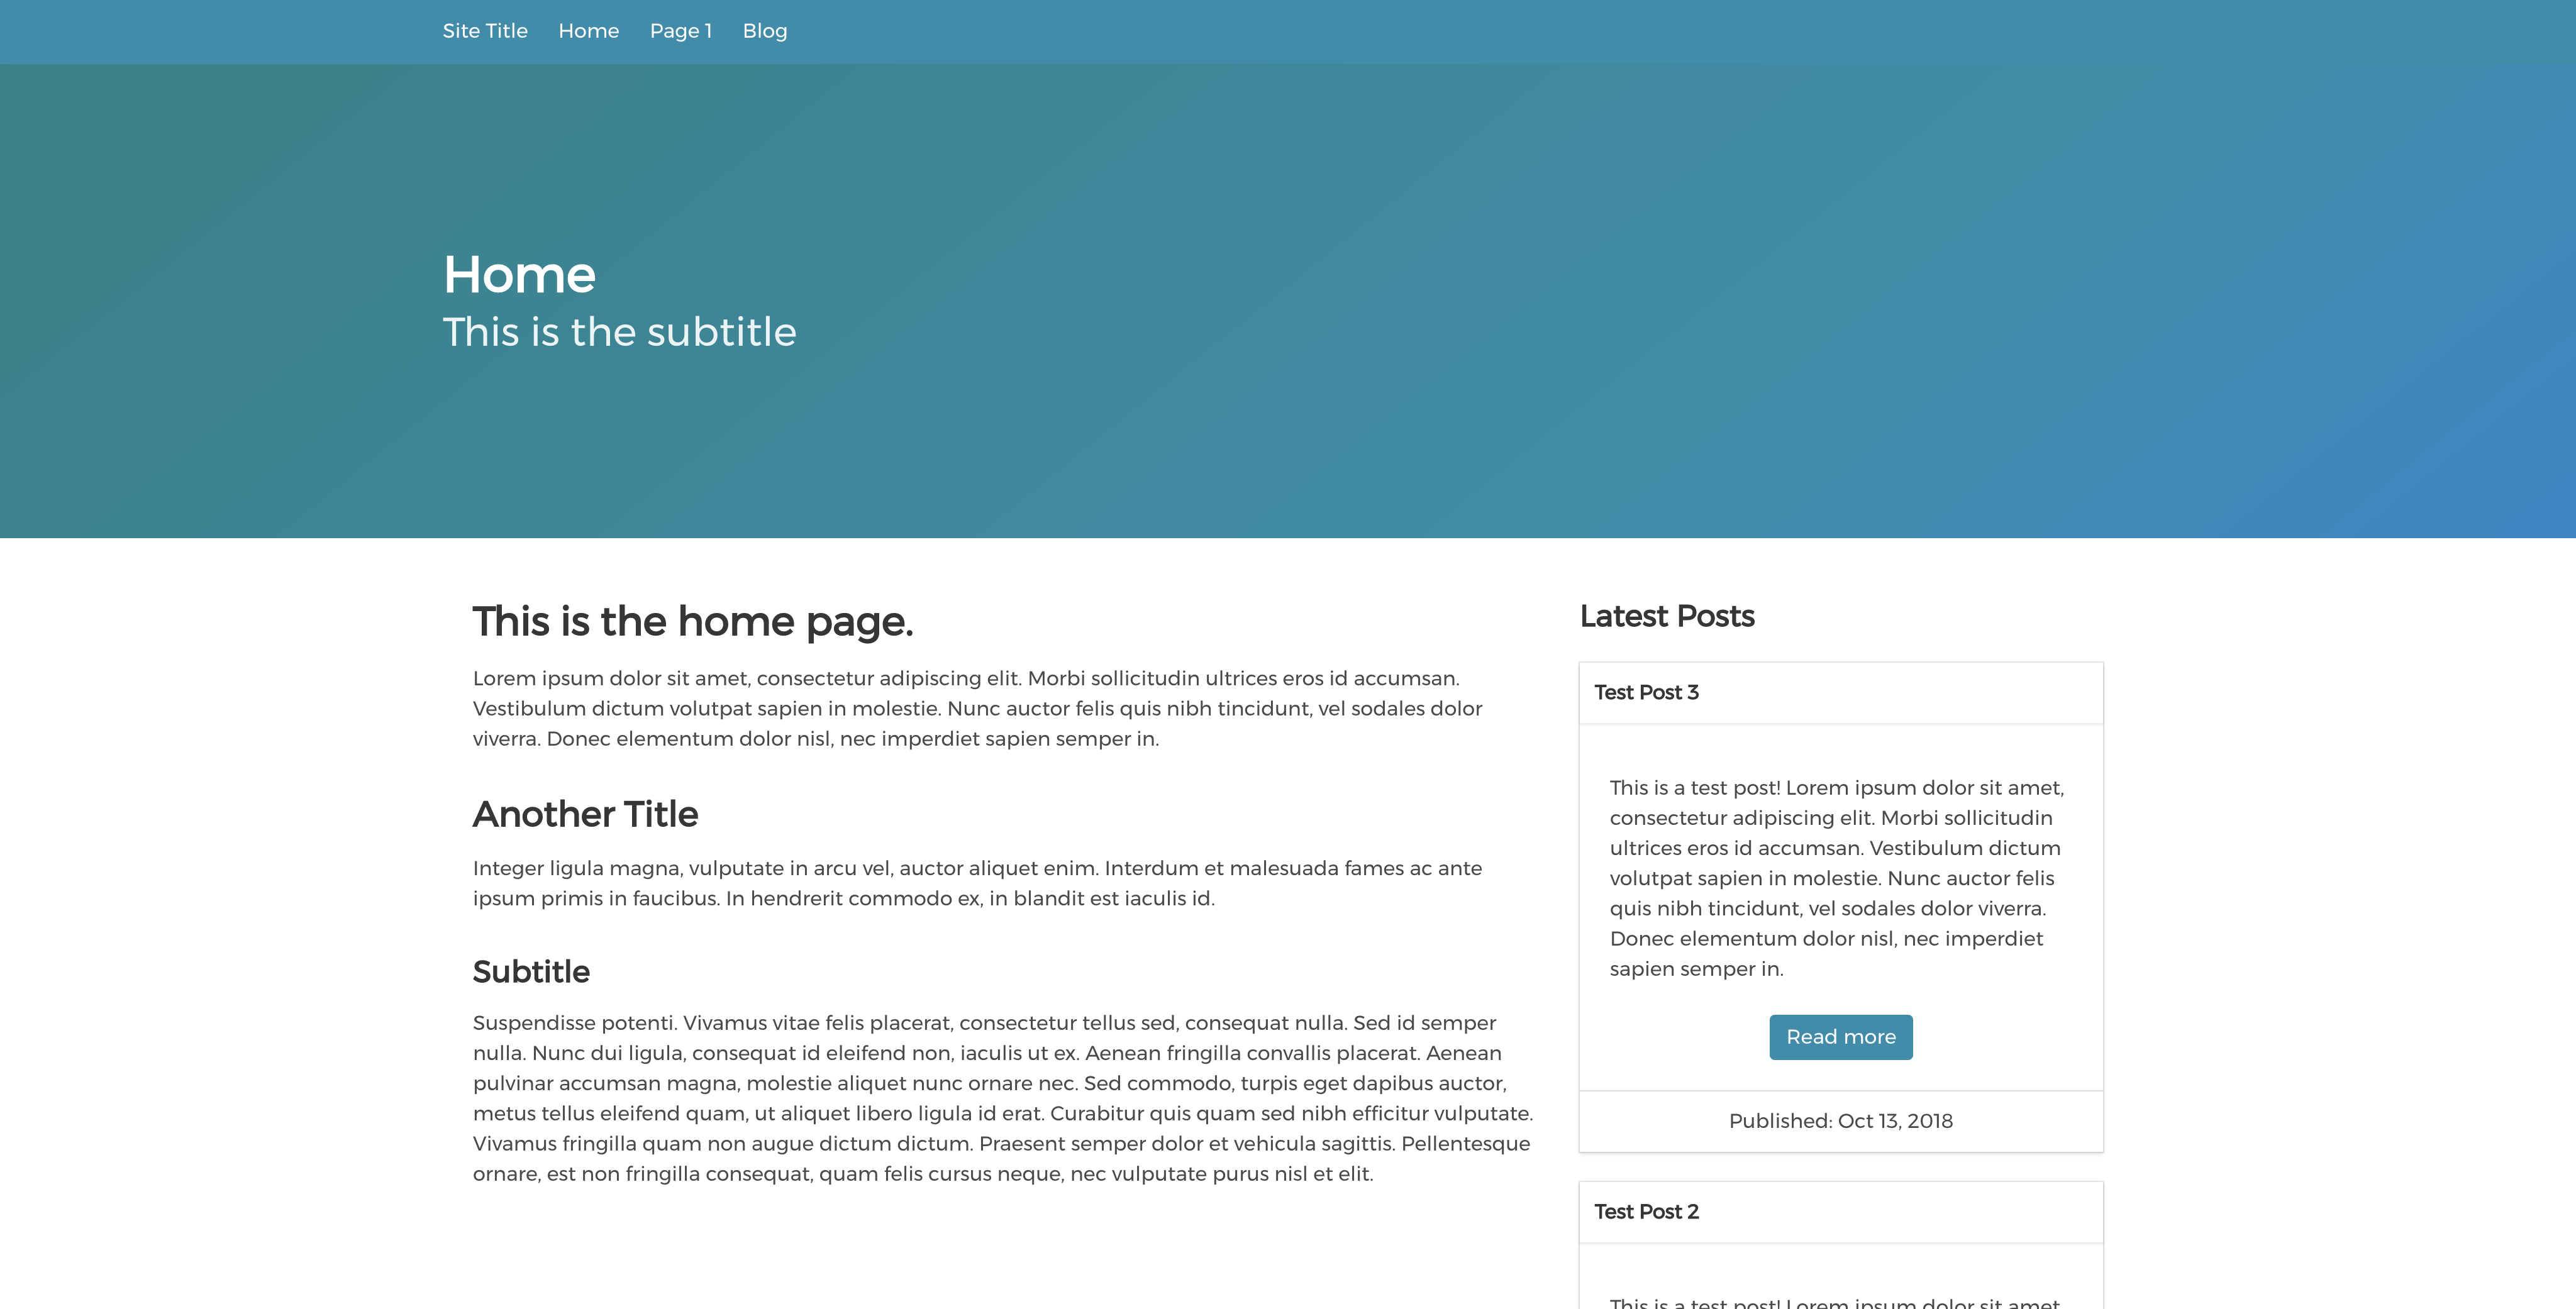 Site Title Home Page 1 Blog
Home
This is the subtitle
This is the home page.
Lorem ipsum dolor sit amet, consectetur adipiscing elit. Morbi sollicitudin ultrices eros id accumsan.
Vestibulum dictum volutpat sapien in molestie. Nunc auctor felis quis nibh tincidunt, vel sodales dolor
viverra. Donec elementum dolor nisl, nec imperdiet sapien semper in.
Another Title
Integer ligula magna, vulputate in arcu vel, auctor aliquet enim. Interdum et malesuada fames ac ante
ipsum primis in faucibus. In hendrerit commodo ex, in blandit est iaculis id.
Subtitle
Suspendisse potenti. Vivamus vitae felis placerat, consectetur tellus sed, consequat nulla. Sed id semper
nulla. Nunc dui ligula, consequat id eleifend non, iaculis ut ex. Aenean fringilla convallis placerat. Aenean
pulvinar accumsan magna, molestie aliquet nunc ornare nec. Sed commodo, turpis eget dapibus auctor,
metus tellus eleifend quam, ut aliquet libero ligula id erat. Curabitur quis quam sed nibh efficitur vulputate.
Vivamus fringilla quam non augue dictum dictum. Praesent semper dolor et vehicula sagittis. Pellentesque
ornare, est non fringilla consequat, quam felis cursus neque, nec vulputate purus nisl et elit.
Latest Posts
Test Post 3
This is a test post! Lorem ipsum dolor sit amet,
consectetur adipiscing elit. Morbi sollicitudin
ultrices eros id accumsan. Vestibulum dictum
volutpat sapien in molestie. Nunc auctor felis
quis nibh tincidunt, vel sodales dolor viverra.
Donec elementum dolor nisl, nec imperdiet
sapien semper in.
Read more
Published: Oct 13, 2018
Test Post 2
This is a test post! Lorem ipsum dolor sit amet,